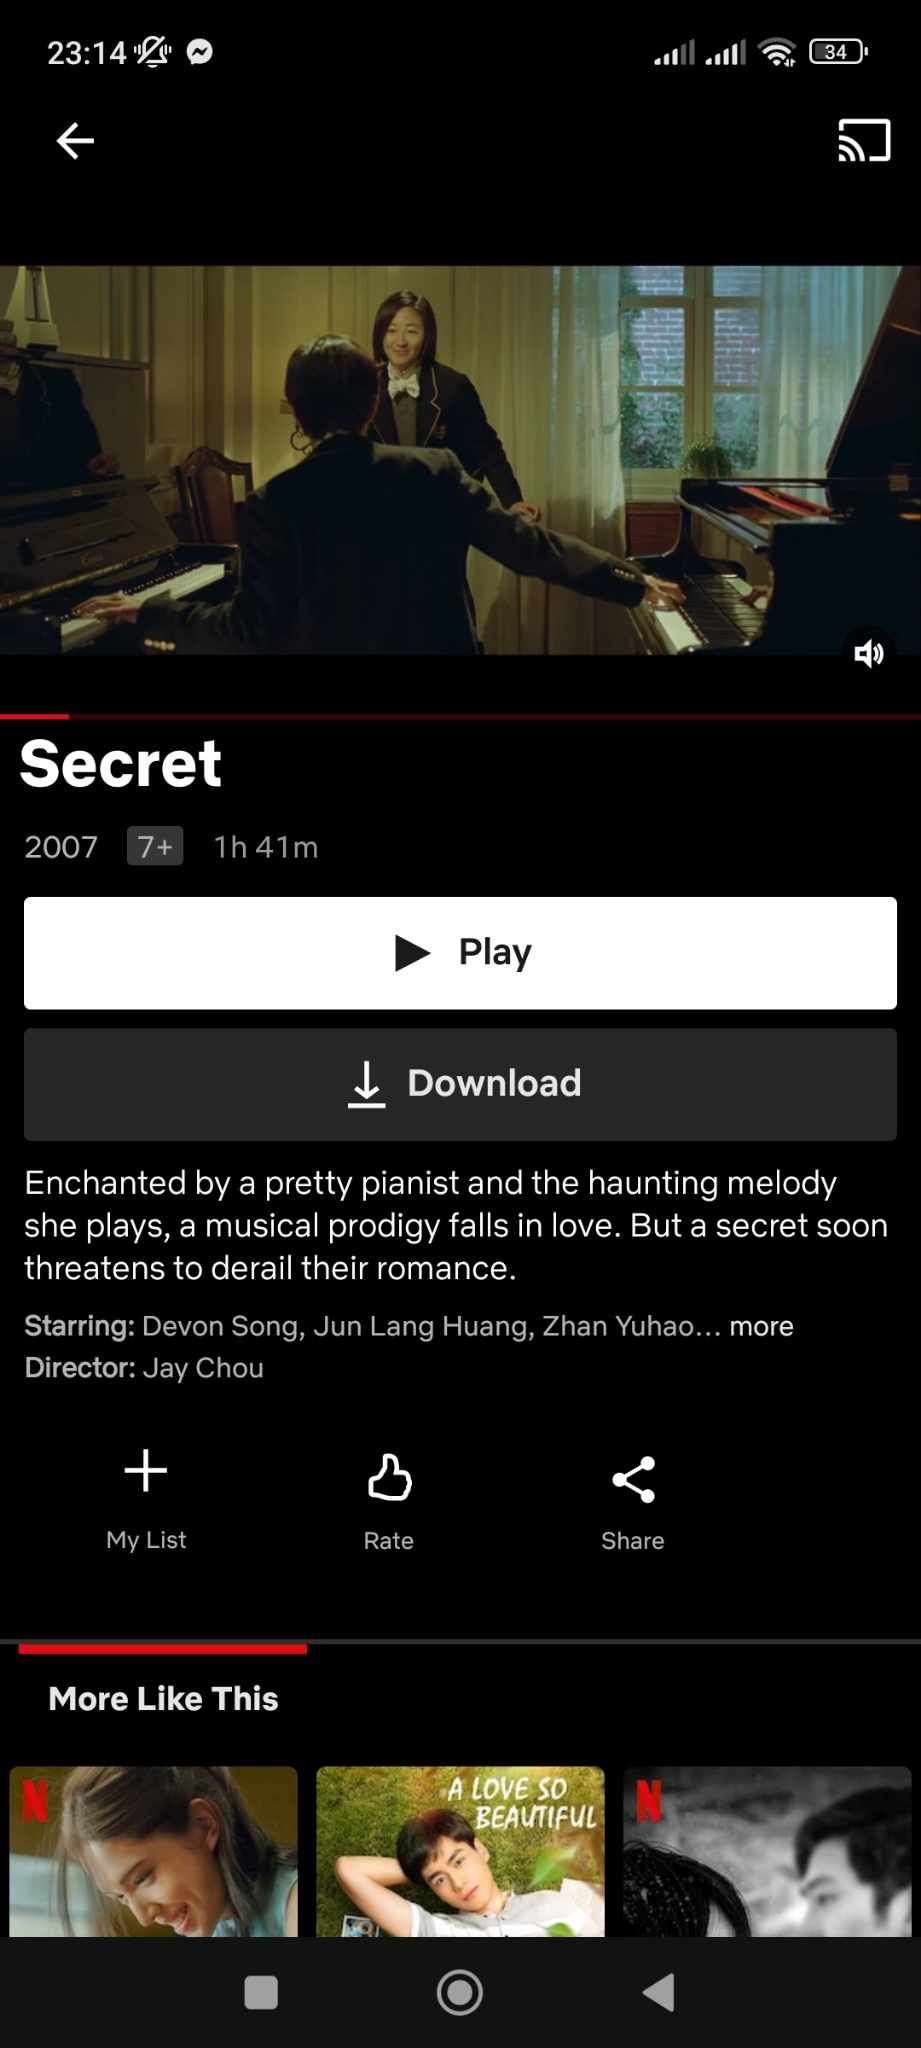 23:14
34
Secret
2007 7+ 1h 41m
Play
Download
Enchanted by a pretty pianist and the haunting melody
she plays, a musical prodigy falls in love. But a secret soon
threatens to derail their romance.
Starring: Devon Song, Jun Lang Huang, Zhan Yuhao... more
Director: Jay Chou
My List Rate Share
More Like This
N
A LOVE SO
BEAUTIFUL
N